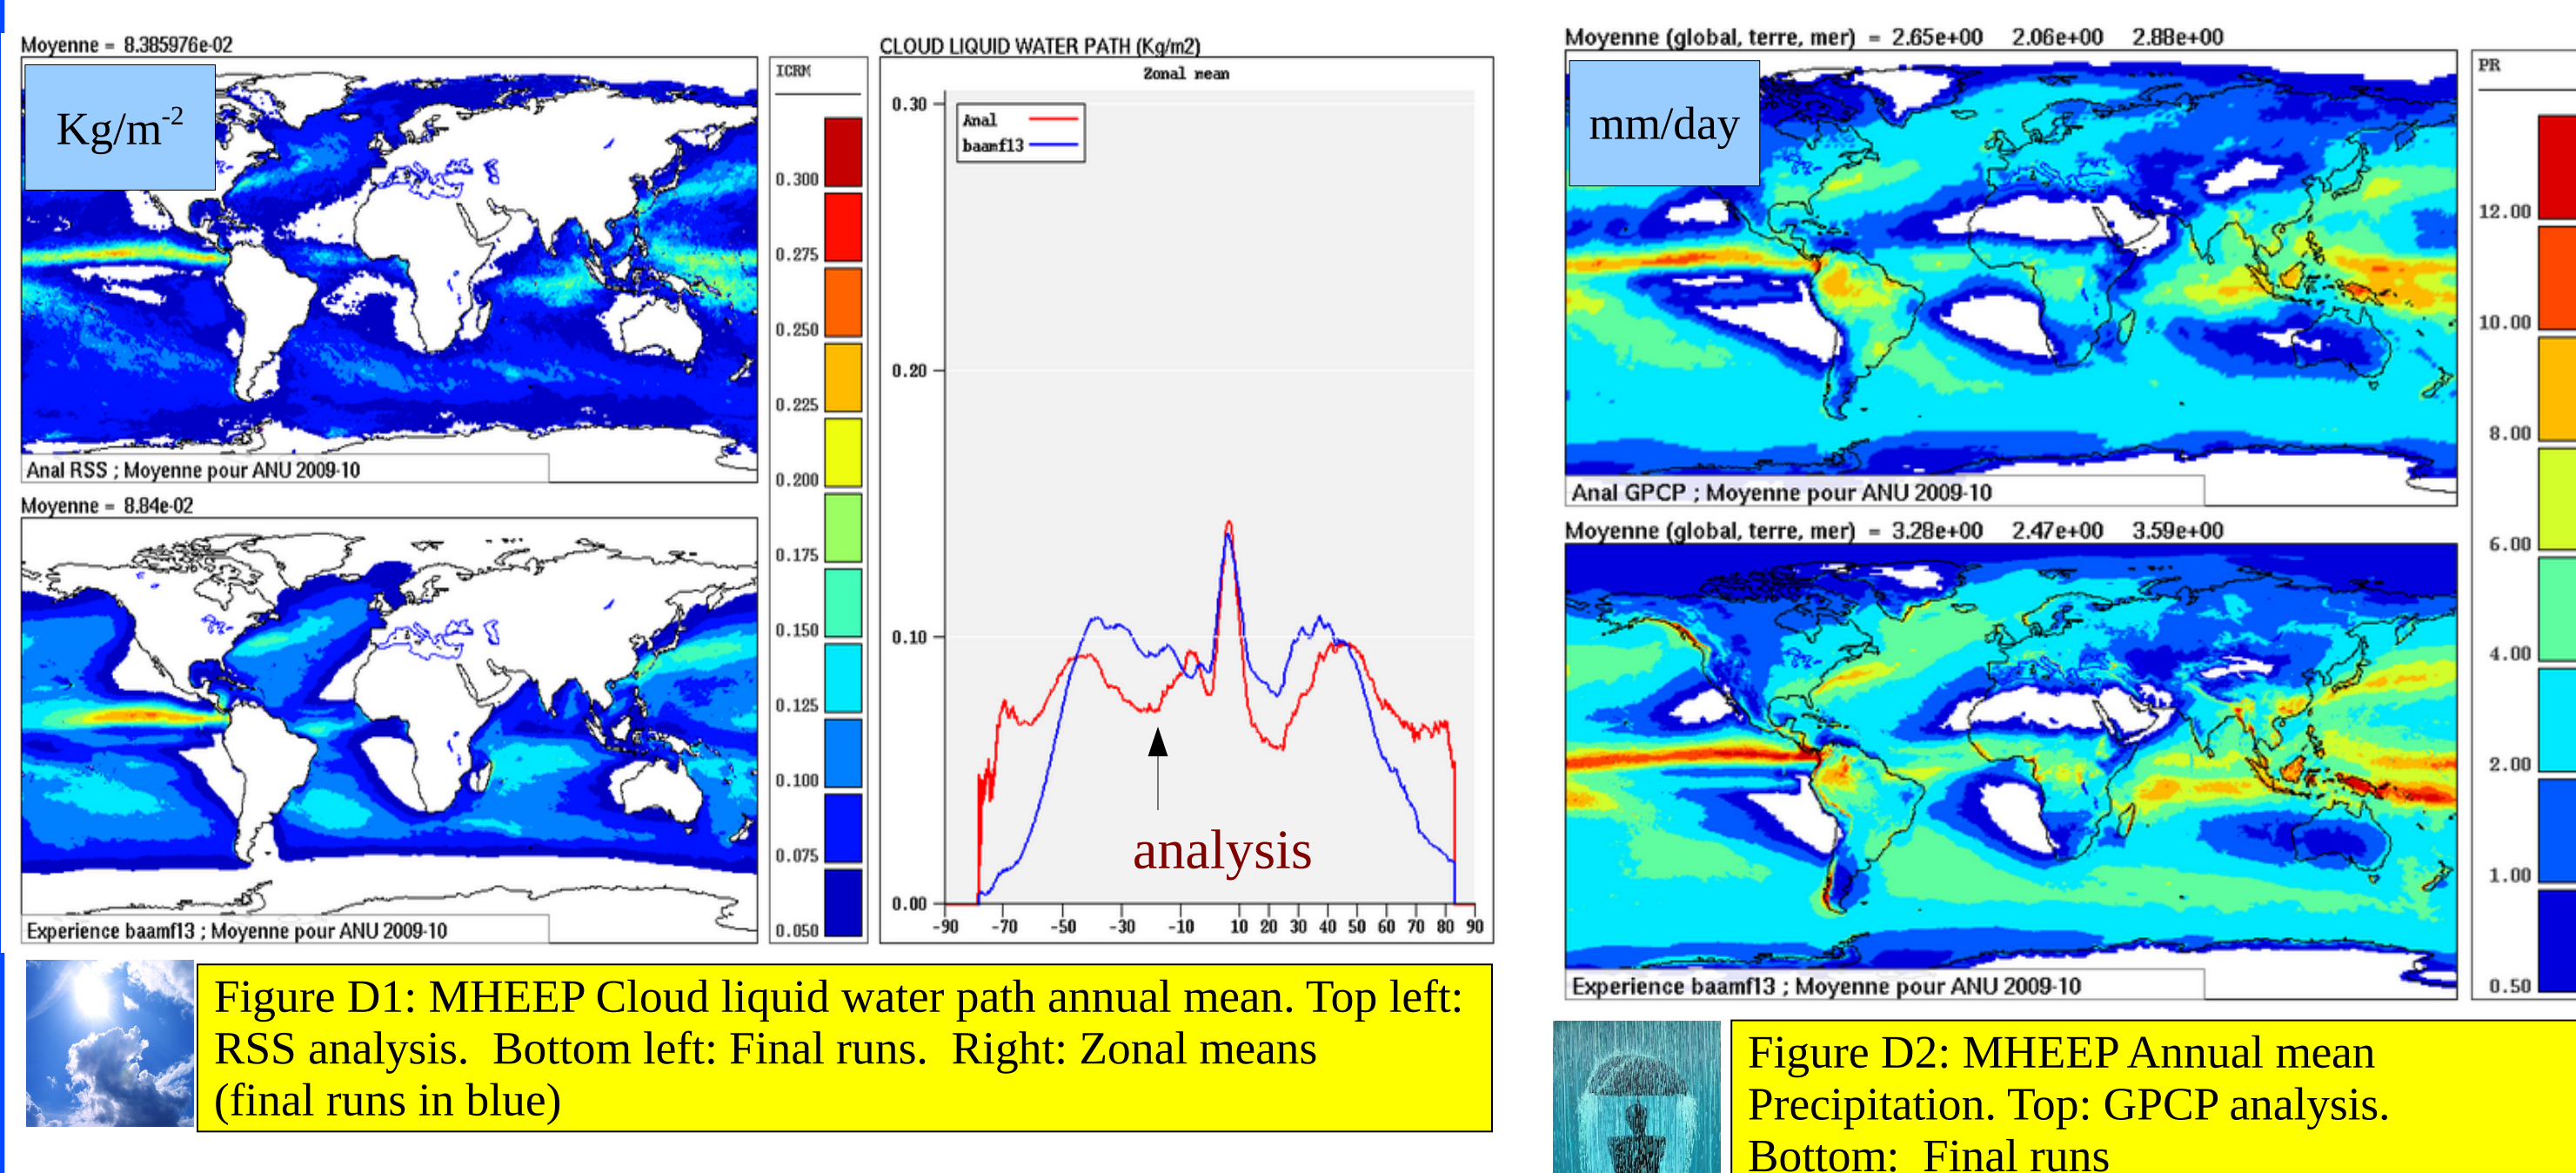 Moyenne = 8.385976e-02
Kg/m-2
Anal RSS ; Moyenne pour ANU 2009-10
Moyenne = 8.84e-02
Experience baamf13 ; Moyenne pour ANU 2009-10
ICRM
0.300
0.275
0.250
0.225
0.200
0.175
0.150
0.125
0.100
0.075
0.050
CLOUD LIQUID WATER PATH (Kg/m2)
Zonal mean
Anal
baamf13
0.30
0.20
0.10
0.00
analysis
-90 -70 -50 -30 -10 10 20 30 40 50 60 70 80 90
Figure D1: MHEEP Cloud liquid water path annual mean. Top left:
RSS analysis. Bottom left: Final runs. Right: Zonal means
(final runs in blue)
Moyenne (global, terre, mer) = 2.65e+00 2.06e+00 2.88e+00
mm/day
Anal GPCP ; Moyenne pour ANU 2009-10
Moyenne (global, terre, mer) = 3.28e+00 2.47e+00 3.59e+00
Experience baamf13 ; Moyenne pour ANU 2009-10
PR
12.00
10.00
8.00
6.00
4.00
2.00
1.00
0.50
Figure D2: MHEEP Annual mean
Precipitation. Top: GPCP analysis.
Bottom: Final runs